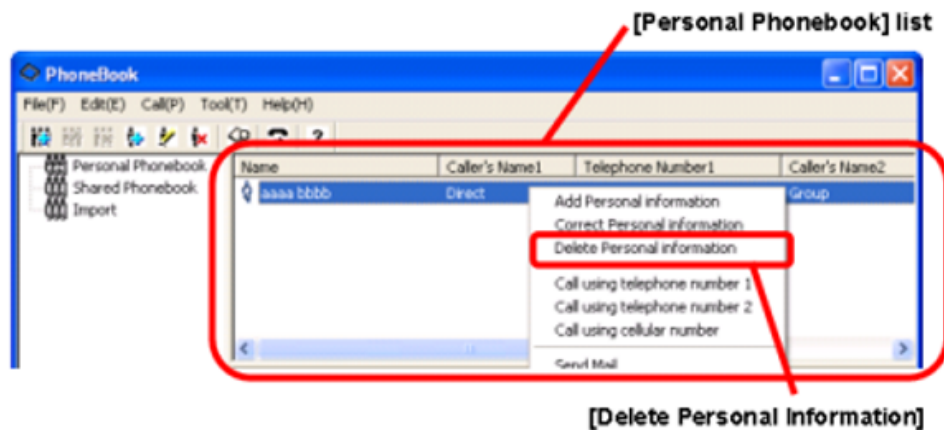 [Personal Phonebook] list
PhoneBook
File(F) Edit(E) Call(P) Tool(T) Help(H)
Personal Phonebook
Shared Phonebook
Import
Name Caller's Name1 Telephone Number1 Caller's Name2
aaaa bbbb Direct Group
Add Personal information
Correct Personal information
Delete Personal information
Call using telephone number 1
Call using telephone number 2
Call using cellular number
Send Mail
[Delete Personal Information]